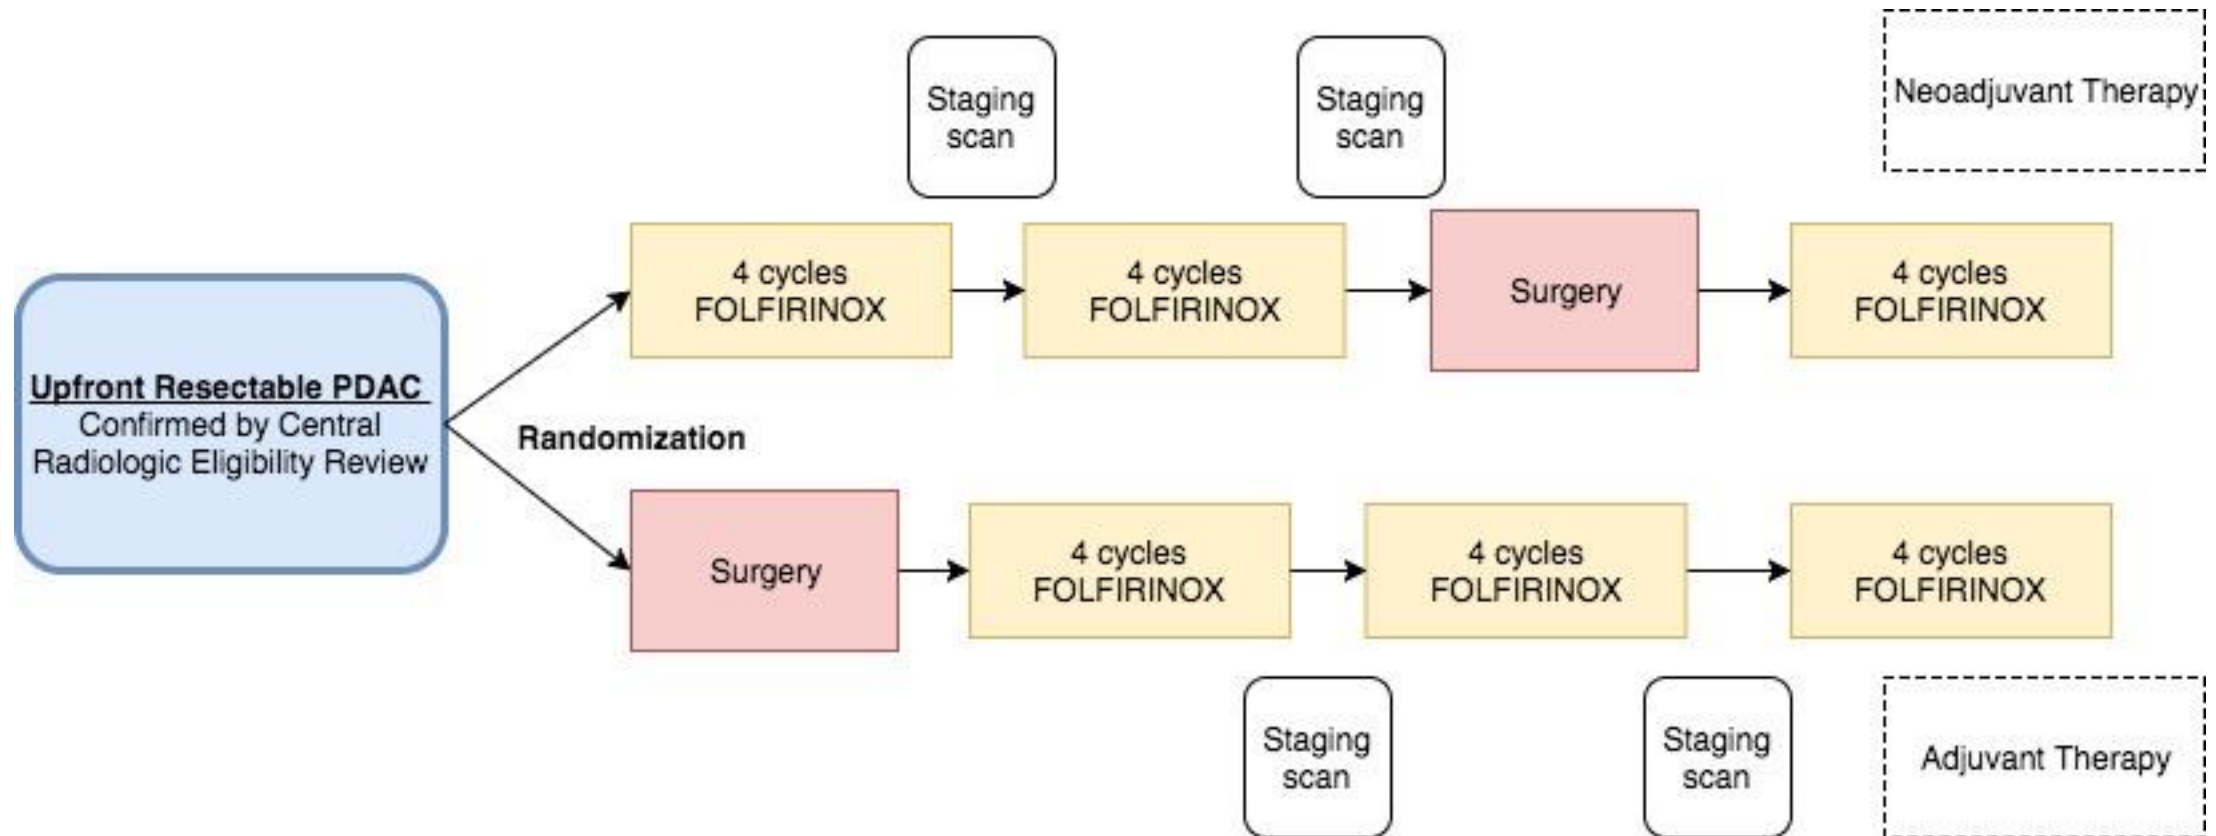 Staging
scan
Staging
scan
Neoadjuvant Therapy
4 cycles
FOLFIRINOX
4 cycles
FOLFIRINOX
Surgery
4 cycles
FOLFIRINOX
Upfront Resectable PDAC
Confirmed by Central
Radiologic Eligibility Review
Randomization
Surgery
4 cycles
FOLFIRINOX
4 cycles
FOLFIRINOX
4 cycles
FOLFIRINOX
Staging
scan
Staging
scan
Adjuvant Therapy